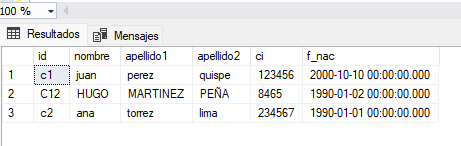 100 %
Resultados Mensajes
id nombre apellido1 apellido2 ci f_nac
1 c1 juan perez quispe 123456 2000-10-10 00:00:00.000
2 C12 HUGO MARTINEZ PEÑA 8465 1990-01-02 00:00:00.000
3 c2 ana torrez lima 234567 1990-01-01 00:00:00.000